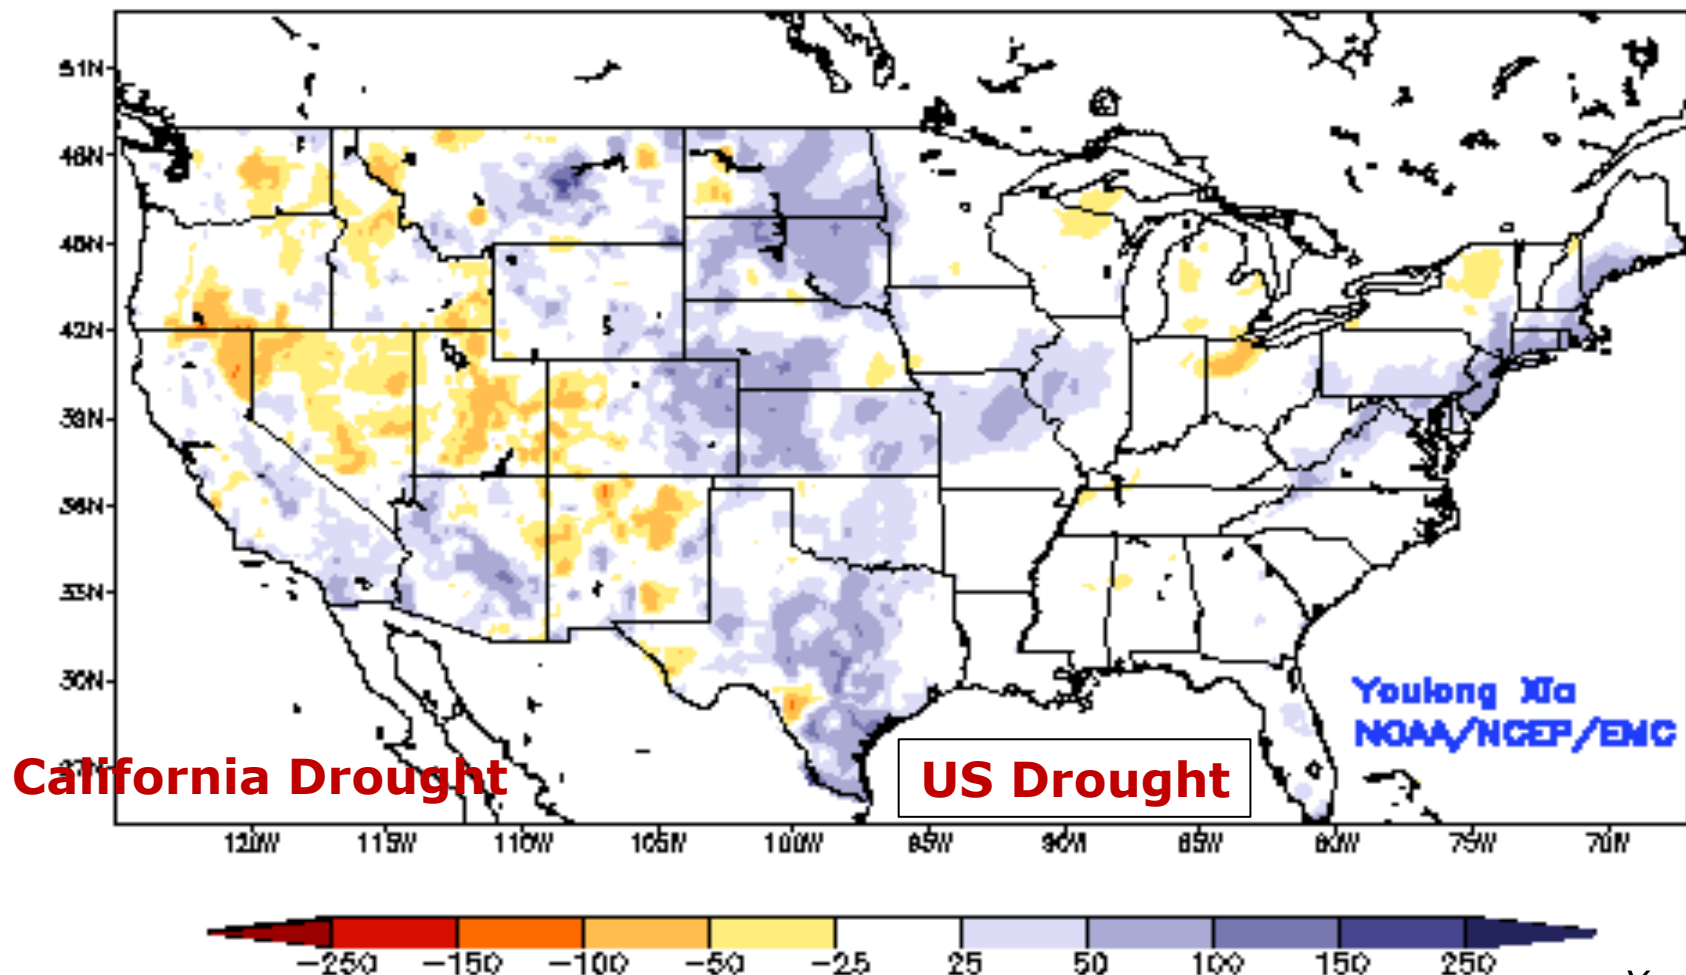 51N
48N
45N
42N
39N
36N
33N
30N
Youlong Xia
NOAA/NCEP/EMC
California Drought
US Drought
120W 115W 110W 105W 100W 95W 90W 85W 80W 75W 70W
-250 -150 -100 -50 -25 25 50 100 150 250